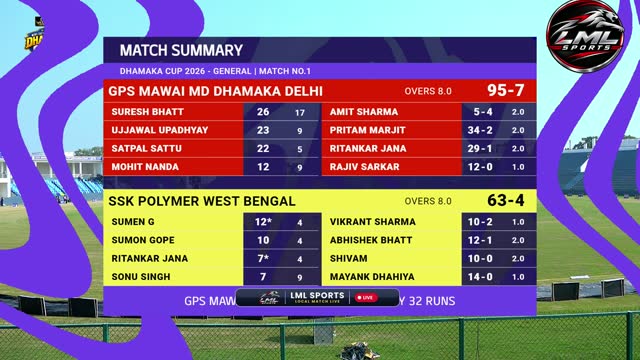 LML
SPORTS
MATCH SUMMARY
DHAMAKA CUP 2026 - GENERAL | MATCH NO.1
GPS MAWAI MD DHAMAKA DELHI OVERS 8.0 95-7
SURESH BHATT 26 17 AMIT SHARMA 5-4 2.0
UJJAWAL UPADHYAY 23 9 PRITAM MARJIT 34-2 2.0
SATPAL SATTU 22 5 RITANKAR JANA 29-1 2.0
MOHIT NANDA 12 9 RAJIV SARKAR 12-0 1.0
SSK POLYMER WEST BENGAL OVERS 8.0 63-4
SUMEN G 12* 4 VIKRANT SHARMA 10-2 1.0
SUMON GOPE 10 4 ABHISHEK BHATT 12-1 2.0
RITANKAR JANA 7* 4 SHIVAM 10-0 2.0
SONU SINGH 7 9 MAYANK DHAHIYA 14-0 1.0
GPS MAWA Y 32 RUNS
LML SPORTS
LOCAL MATCH LIVE
LIVE